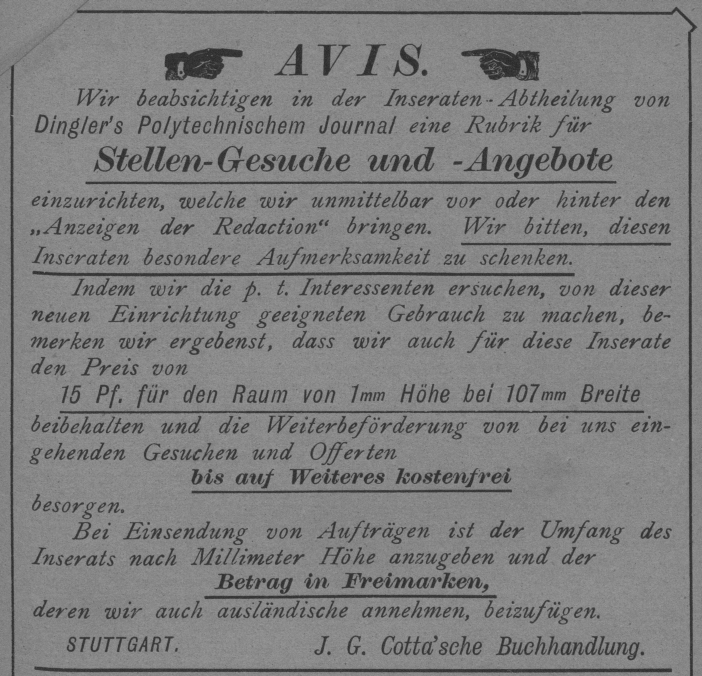 AVIS.
Wir beabsichtigen in der Inseraten-Abtheilung von
Dingler's Polytechnischem Journal eine Rubrik für
Stellen-Gesuche und -Angebote
einzurichten, welche wir unmittelbar vor oder hinter den
„Anzeigen der Redaction“ bringen. Wir bitten, diesen
Inseraten besondere Aufmerksamkeit zu schenken.
Indem wir die p. t. Interessenten ersuchen, von dieser
neuen Einrichtung geeigneten Gebrauch zu machen, be-
merken wir ergebenst, dass wir auch für diese Inserate
den Preis von
15 Pf. für den Raum von 1mm Höhe bei 107mm Breite
beibehalten und die Weiterbeförderung von bei uns ein-
gehenden Gesuchen und Offerten
bis auf Weiteres kostenfrei
besorgen.
Bei Einsendung von Aufträgen ist der Umfang des
Inserats nach Millimeter Höhe anzugeben und der
Betrag in Freimarken,
deren wir auch ausländische annehmen, beizufügen.
STUTTGART. J. G. Cotta'sche Buchhandlung.